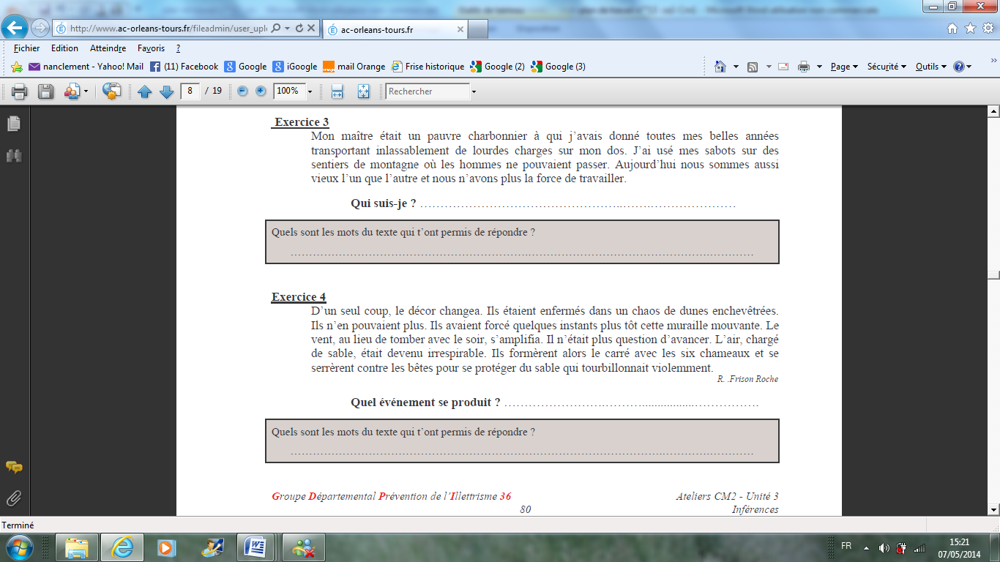 http://www.ac-orleans-tours.fr/fileadmin/user_upl
ac-orleans-tours.fr
Fichier Edition Atteindre Favoris ?
nanclement - Yahoo! Mail (11) Facebook Google iGoogle mail Orange Frise historique Google (2) Google (3) Page Sécurité Outils
8 / 19 100% Rechercher
Exercice 3
Mon maître était un pauvre charbonnier à qui j'avais donné toutes mes belles années
transportant inlassablement de lourdes charges sur mon dos. J'ai usé mes sabots sur des
sentiers de montagne où les hommes ne pouvaient passer. Aujourd'hui nous sommes aussi
vieux l'un que l'autre et nous n'avons plus la force de travailler.
Qui suis-je ? ……………………………………………………………………
Quels sont les mots du texte qui t'ont permis de répondre ?
……………………………………………………………………………………………………
Exercice 4
D'un seul coup, le décor changea. Ils étaient enfermés dans un chaos de dunes enchevêtrées.
Ils n'en pouvaient plus. Ils avaient forcé quelques instants plus tôt cette muraille mouvante. Le
vent, au lieu de tomber avec le soir, s'amplifia. Il n'était plus question d'avancer. L'air, chargé
de sable, était devenu irrespirable. Ils formèrent alors le carré avec les six chameaux et se
serrèrent contre les bêtes pour se protéger du sable qui tourbillonnait violemment.
R. .Frison Roche
Quel événement se produit ? ………………………………………………………
Quels sont les mots du texte qui t'ont permis de répondre ?
……………………………………………………………………………………………………
Groupe Départemental Prévention de l'Illettrisme 36 Ateliers CM2 - Unité 3
80 Inférences
Terminé
FR 15:21
07/05/2014